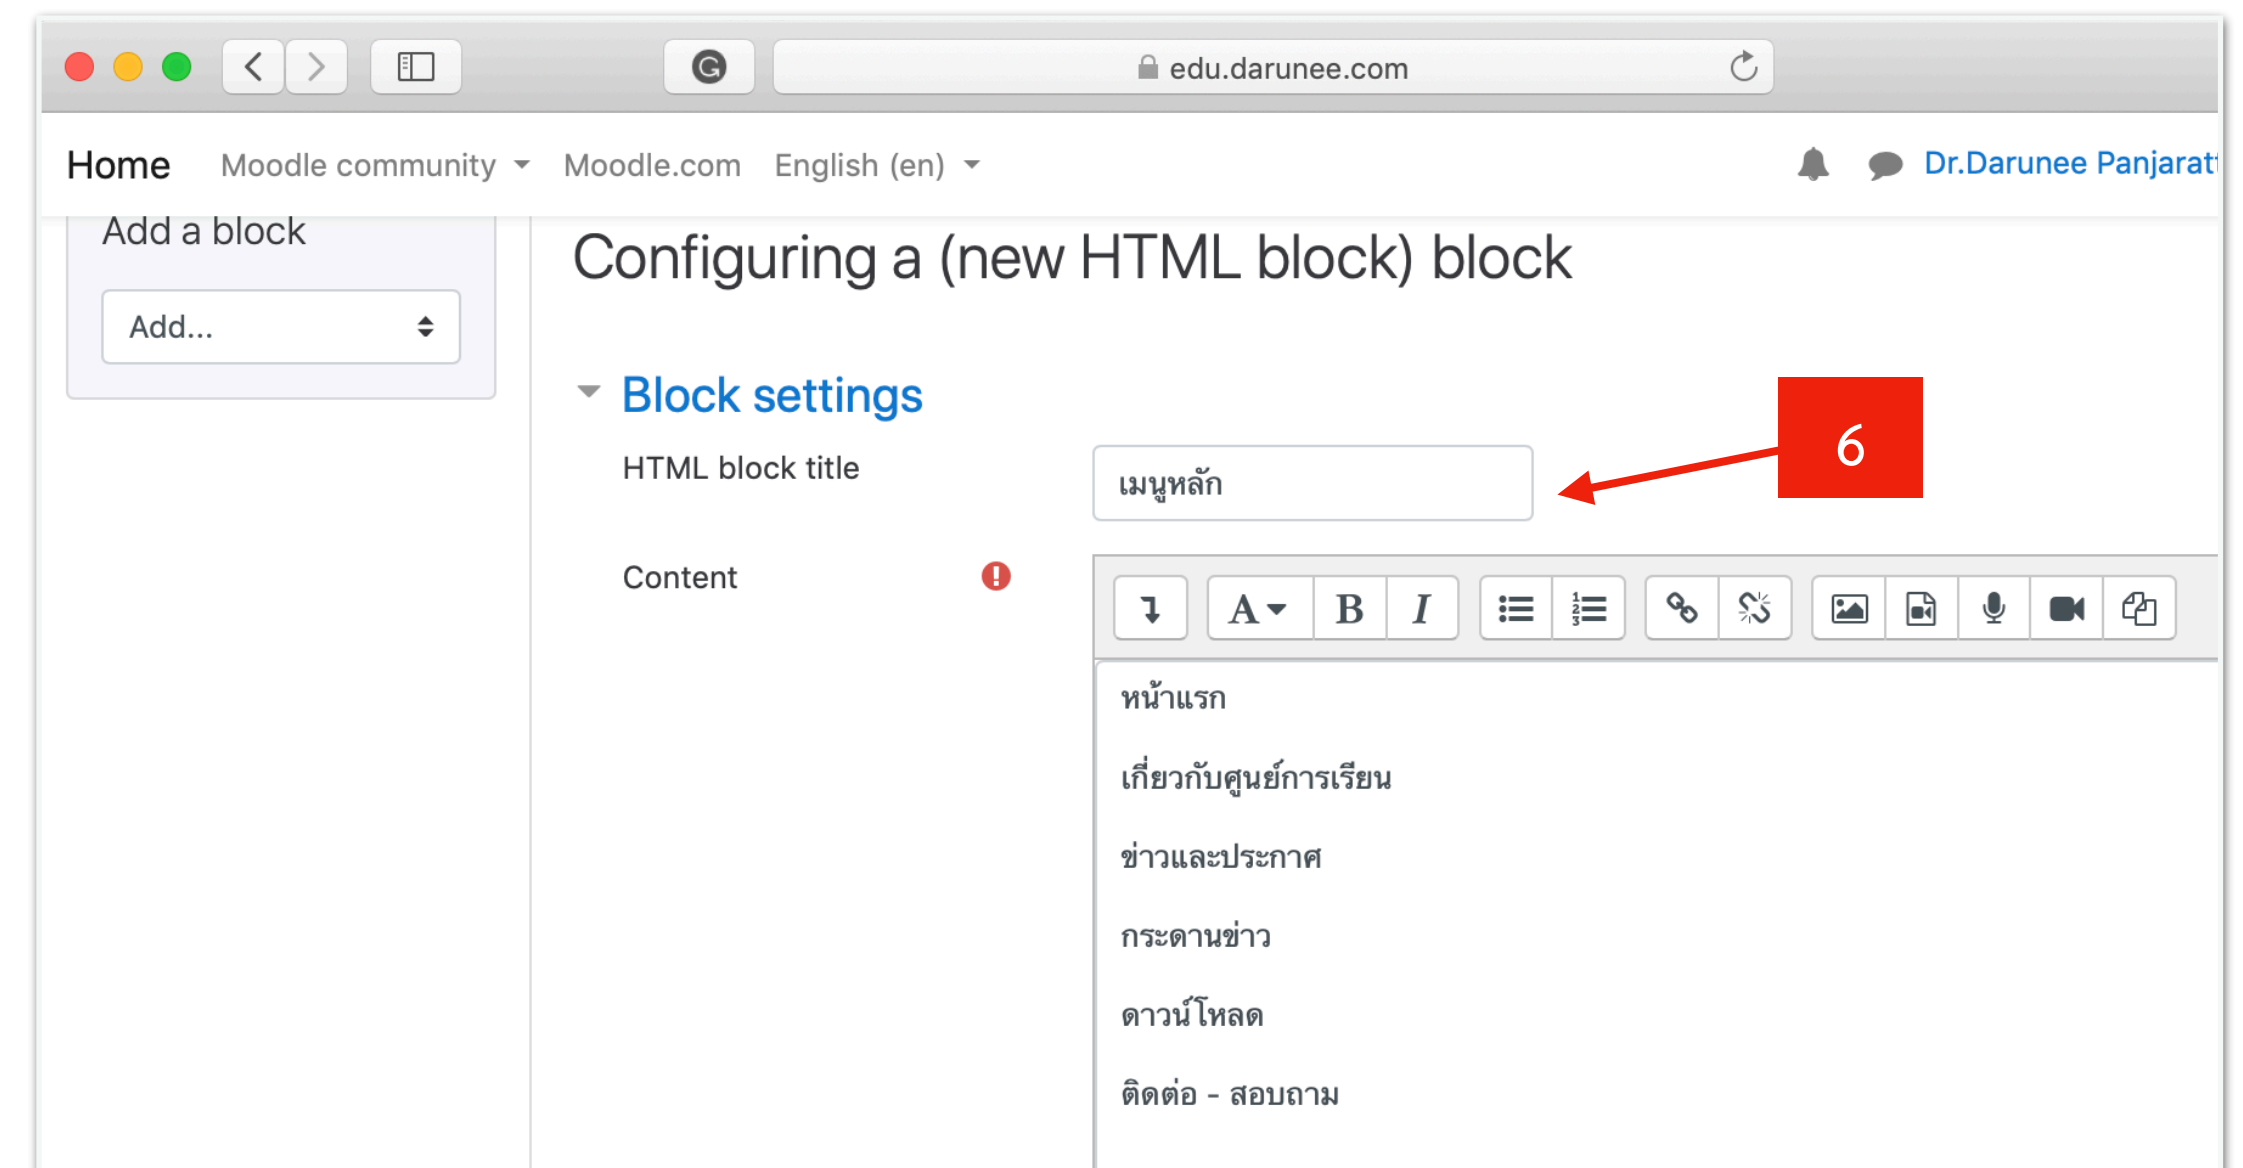 edu.darunee.com
Home Moodle community Moodle.com English (en) Dr.Darunee Panjarat
Add a block
Add...
Configuring a (new HTML block) block
Block settings
HTML block title
เมนูหลัก
6
Content
A B I
หน้าแรก
เกี่ยวกับศูนย์การเรียน
ข่าวและประกาศ
กระดานข่าว
ดาวน์โหลด
ติดต่อ - สอบถาม